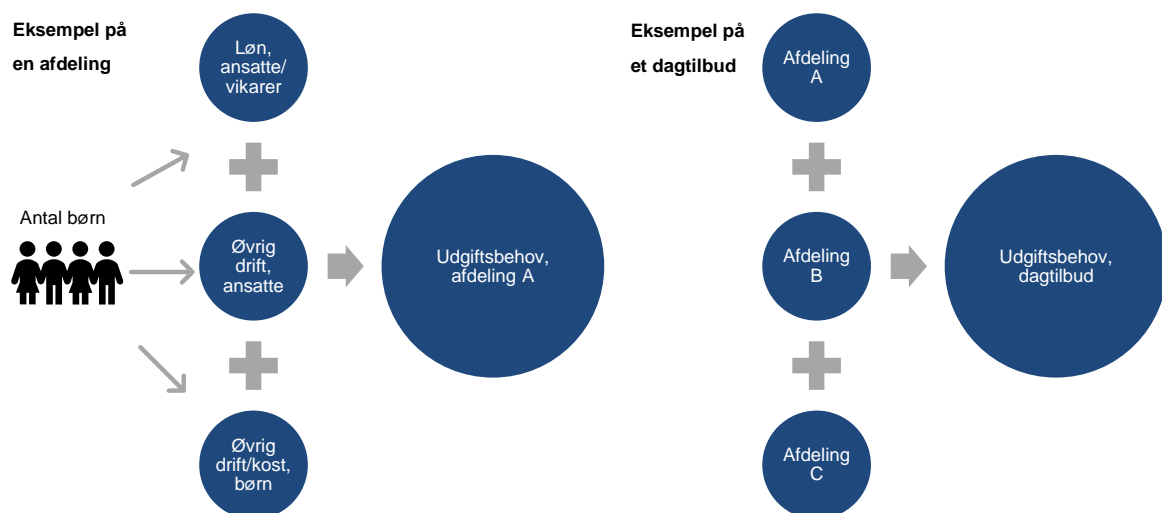 Eksempel på
en afdeling
Løn,
ansatte/
vikarer
Antal børn
Øvrig
drift,
ansatte
Øvrig
drift/kost,
børn
Udgiftsbehov,
afdeling A
Eksempel på
et dagtilbud
Afdeling
A
Afdeling
B
Afdeling
C
Udgiftsbehov,
dagtilbud